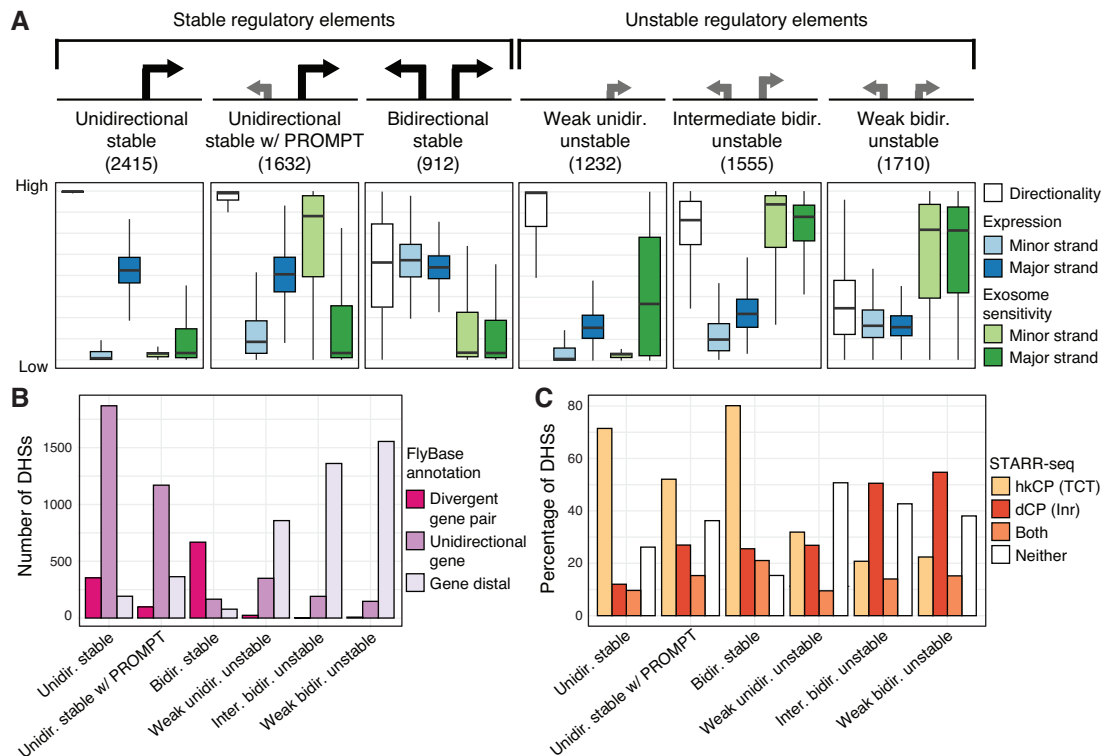 A
Stable regulatory elements
Unstable regulatory elements
Unidirectional
stable
(2415)
Unidirectional
stable w/ PROMPT
(1632)
Bidirectional
stable
(912)
Weak unidir.
unstable
(1232)
Intermediate bidir.
unstable
(1555)
Weak bidir.
unstable
(1710)
High
Low
Directionality
Expression
Minor strand
Major strand
Exosome
sensitivity
Minor strand
Major strand
B
Number of DHSs
1500
1000
500
0
Unidir. stable
Unidir. stable w/ PROMPT
Bidir. stable
Weak unidir. unstable
Inter. bidir. unstable
Weak bidir. unstable
FlyBase
annotation
Divergent
gene pair
Unidirectional
gene
Gene distal
C
Percentage of DHSs
80
60
40
20
0
Unidir. stable
Unidir. stable w/ PROMPT
Bidir. stable
Weak unidir. unstable
Inter. bidir. unstable
Weak bidir. unstable
STARR-seq
hkCP (TCT)
dCP (Inr)
Both
Neither